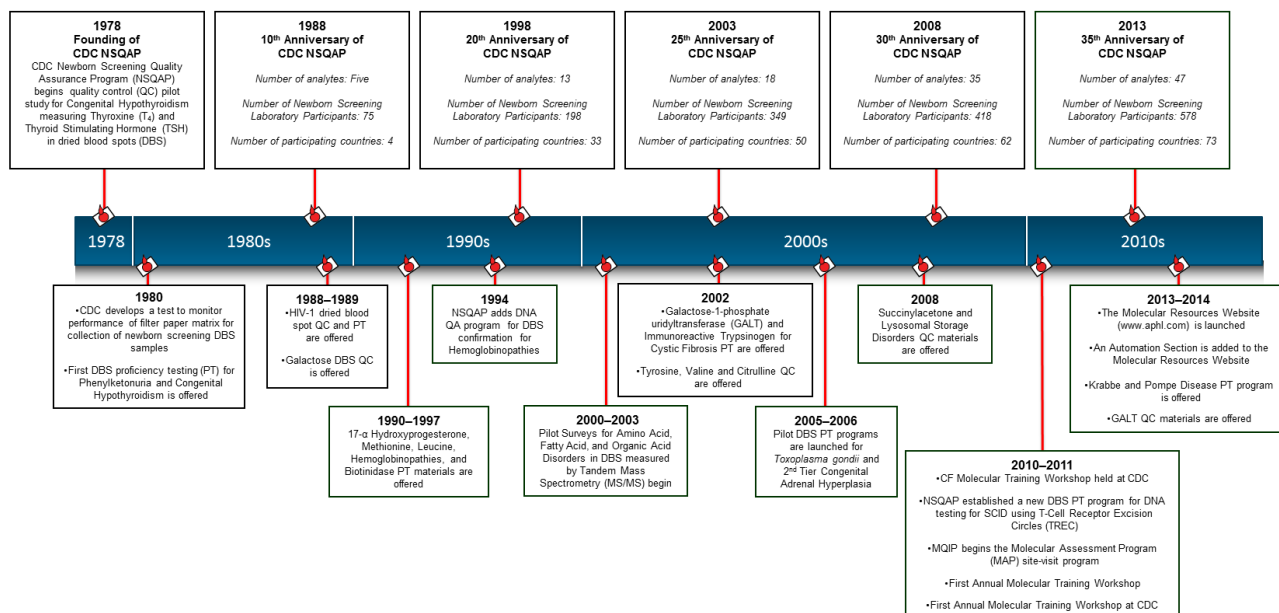 1978
Founding of
CDC NSQAP
CDC Newborn Screening Quality
Assurance Program (NSQAP)
begins quality control (QC) pilot
study for Congenital Hypothyroidism
measuring Thyroxine (T₄) and
Thyroid Stimulating Hormone (TSH)
in dried blood spots (DBS)
1988
10th Anniversary of
CDC NSQAP
Number of analytes: Five
Number of Newborn Screening
Laboratory Participants: 75
Number of participating countries: 4
1998
20th Anniversary of
CDC NSQAP
Number of analytes: 13
Number of Newborn Screening
Laboratory Participants: 198
Number of participating countries: 33
2003
25th Anniversary of
CDC NSQAP
Number of analytes: 18
Number of Newborn Screening
Laboratory Participants: 349
Number of participating countries: 50
2008
30th Anniversary of
CDC NSQAP
Number of analytes: 35
Number of Newborn Screening
Laboratory Participants: 418
Number of participating countries: 62
2013
35th Anniversary of
CDC NSQAP
Number of analytes: 47
Number of Newborn Screening
Laboratory Participants: 578
Number of participating countries: 73
1978
1980s
1990s
2000s
2010s
1980
•CDC develops a test to monitor
performance of filter paper matrix for
collection of newborn screening DBS
samples
•First DBS proficiency testing (PT) for
Phenylketonuria and Congenital
Hypothyroidism is offered
1988–1989
•HIV-1 dried blood
spot QC and PT
are offered
•Galactose DBS QC
is offered
1990–1997
17-α Hydroxyprogesterone,
Methionine, Leucine,
Hemoglobinopathies, and
Biotinidase PT materials are
offered
1994
NSQAP adds DNA
QA program for DBS
confirmation for
Hemoglobinopathies
2000–2003
Pilot Surveys for Amino Acid,
Fatty Acid, and Organic Acid
Disorders in DBS measured
by Tandem Mass
Spectrometry (MS/MS) begin
2002
•Galactose-1-phosphate
uridyltransferase (GALT) and
Immunoreactive Trypsinogen for
Cystic Fibrosis PT are offered
•Tyrosine, Valine and Citrulline QC
are offered
2005–2006
Pilot DBS PT programs
are launched for
Toxoplasma gondii and
2nd Tier Congenital
Adrenal Hyperplasia
2008
Succinylacetone and
Lysosomal Storage
Disorders QC materials
are offered
2010–2011
•CF Molecular Training Workshop held at CDC
•NSQAP established a new DBS PT program for DNA
testing for SCID using T-Cell Receptor Excision
Circles (TREC)
•MQIP begins the Molecular Assessment Program
(MAP) site-visit program
•First Annual Molecular Training Workshop
•First Annual Molecular Training Workshop at CDC
2013–2014
•The Molecular Resources Website
(www.aphl.com) is launched
•An Automation Section is added to the
Molecular Resources Website
•Krabbe and Pompe Disease PT program
is offered
•GALT QC materials are offered